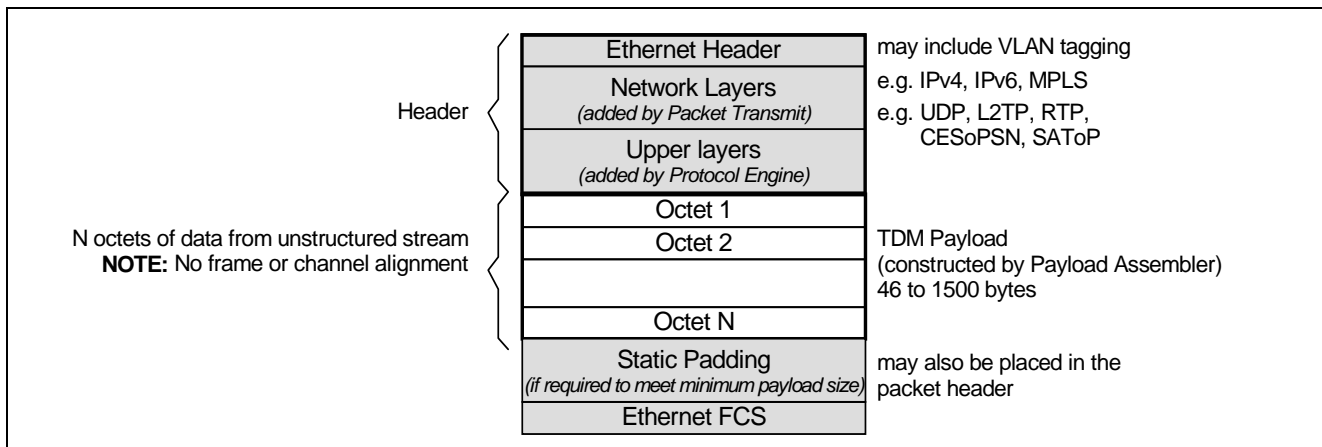 Header
N octets of data from unstructured stream
NOTE: No frame or channel alignment
Ethernet Header
Network Layers
(added by Packet Transmit)
Upper layers
(added by Protocol Engine)
Octet 1
Octet 2
Octet N
Static Padding
(if required to meet minimum payload size)
Ethernet FCS
may include VLAN tagging
e.g. IPv4, IPv6, MPLS
e.g. UDP, L2TP, RTP,
CESoPSN, SAToP
TDM Payload
(constructed by Payload Assembler)
46 to 1500 bytes
may also be placed in the
packet header